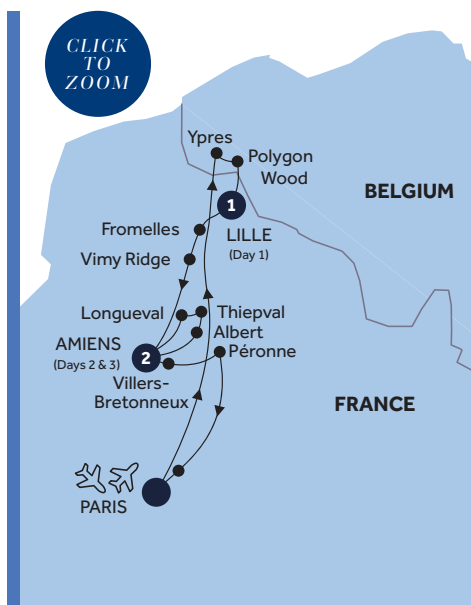 CLICK
TO
ZOOM
Ypres
Polygon
Wood
BELGIUM
1
LILLE
(Day 1)
Fromelles
Vimy Ridge
Longueval
Thiepval
Albert
AMIENS
(Days 2 & 3)
2
Péronne
Villers-
Bretonneux
FRANCE
PARIS